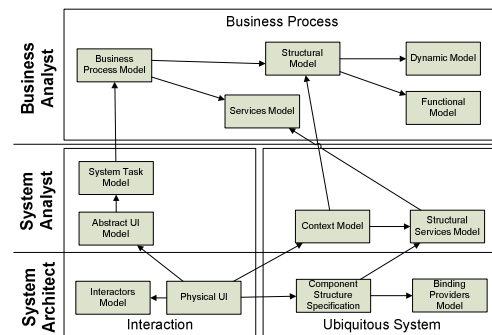 Business Process
Business
Analyst
Business
Process Model
Structural
Model
Dynamic Model
Services Model
Functional
Model
System
Analyst
System Task
Model
Abstract UI
Model
Context Model
Structural
Services Model
System
Architect
Interactors
Model
Physical UI
Component
Structure
Specification
Binding
Providers
Model
Interaction
Ubiquitous System